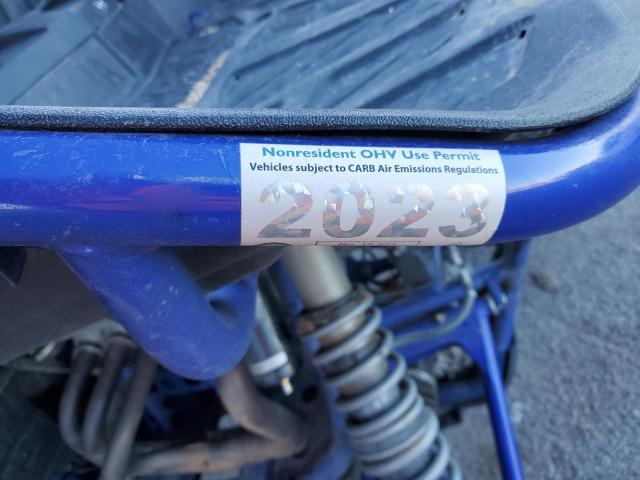 Nonresident OHV Use Permit
Vehicles subject to CARB Air Emissions Regulations
2023